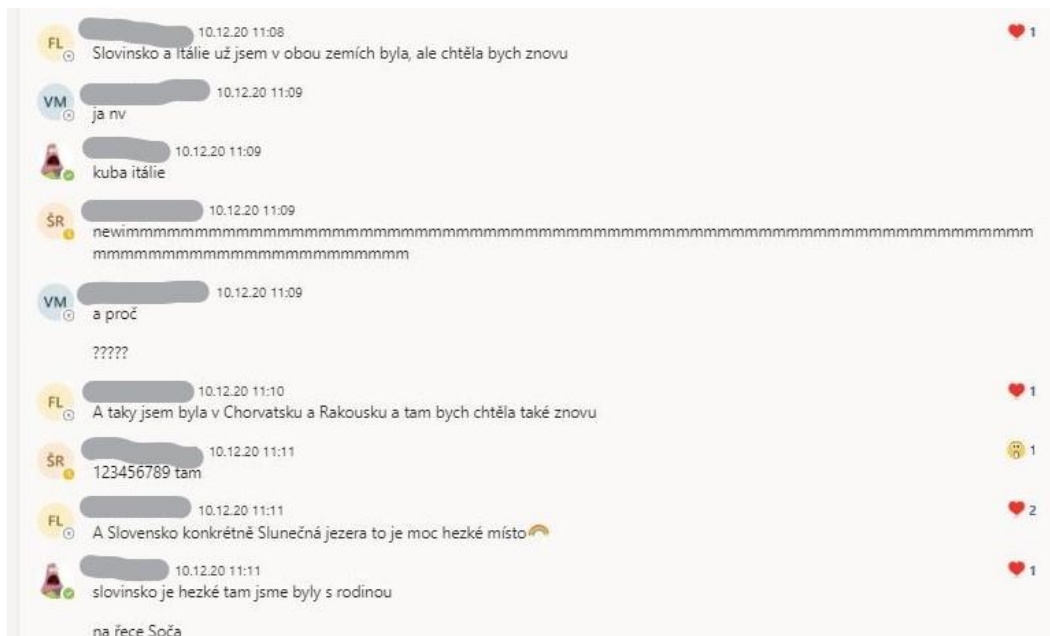 FL
10.12.20 11:08
1
Slovinsko a Itálie už jsem v obou zemích byla, ale chtěla bych znovu
VM
10.12.20 11:09
ja nv
10.12.20 11:09
kuba itálie
ŠR
10.12.20 11:09
newimmmmmmmmmmmmmmmmmmmmmmmmmmmmmmmmmmmmmmmmmmmmmmmmmmmmmmmmmmmmmmmmmm
mmmmmmmmmmmmmmmmmmmmmmm
VM
10.12.20 11:09
a proč
?????
FL
10.12.20 11:10
1
A taky jsem byla v Chorvatsku a Rakousku a tam bych chtěla také znovu
ŠR
10.12.20 11:11
1
123456789 tam
FL
10.12.20 11:11
2
A Slovensko konkrétně Slunečná jezera to je moc hezké místo
10.12.20 11:11
1
slovinsko je hezké tam jsme byly s rodinou
na řece Soča